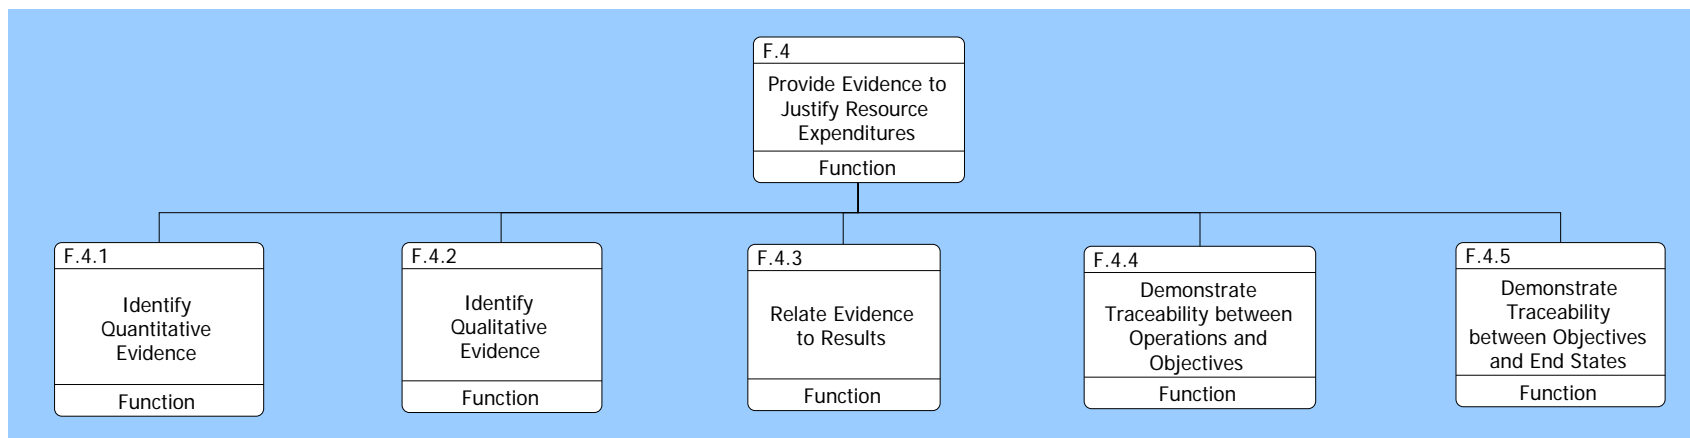 F.4
Provide Evidence to
Justify Resource
Expenditures
Function
F.4.1
Identify
Quantitative
Evidence
Function
F.4.2
Identify
Qualitative
Evidence
Function
F.4.3
Relate Evidence
to Results
Function
F.4.4
Demonstrate
Traceability between
Operations and
Objectives
Function
F.4.5
Demonstrate
Traceability
between Objectives
and End States
Function